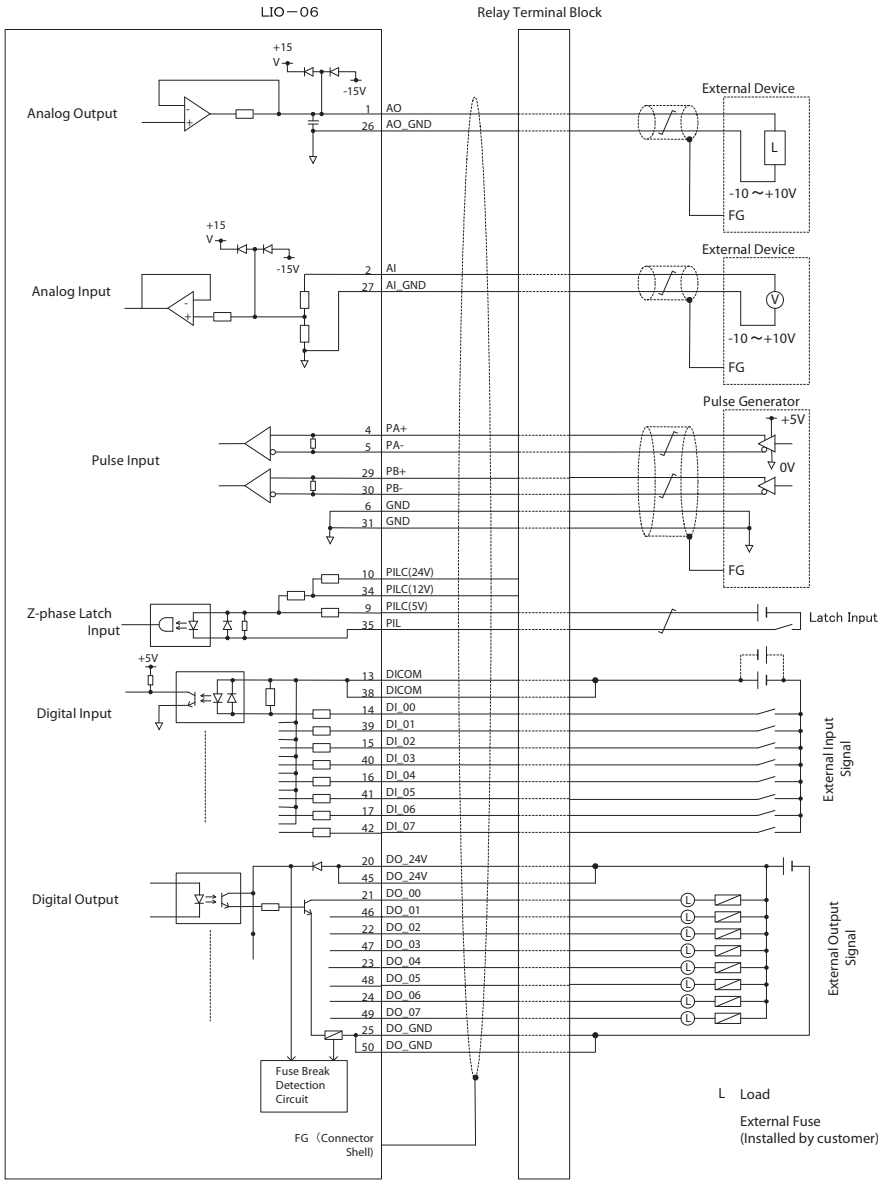 LIO－06
Relay Terminal Block
+15
V
-15V
Analog Output
-
+
1 AO
26 AO_GND
External Device
L
-10 ～+10V
FG
+15
V
-15V
Analog Input
-
+
2 AI
27 AI_GND
External Device
V
-10 ～+10V
FG
Pulse Input
4 PA+
5 PA-
29 PB+
30 PB-
6 GND
31 GND
Pulse Generator
+5V
0V
FG
Z-phase Latch
Input
10 PILC(24V)
34 PILC(12V)
9 PILC(5V)
35 PIL
Latch Input
+5V
Digital Input
13 DICOM
38 DICOM
14 DI_00
39 DI_01
15 DI_02
40 DI_03
16 DI_04
41 DI_05
17 DI_06
42 DI_07
External Input
Signal
Digital Output
20 DO_24V
45 DO_24V
21 DO_00
46 DO_01
22 DO_02
47 DO_03
23 DO_04
48 DO_05
24 DO_06
49 DO_07
25 DO_GND
50 DO_GND
L
L
L
L
L
L
L
L
External Output
Signal
Fuse Break
Detection
Circuit
FG（Connector
Shell)
L Load
External Fuse
(Installed by customer)